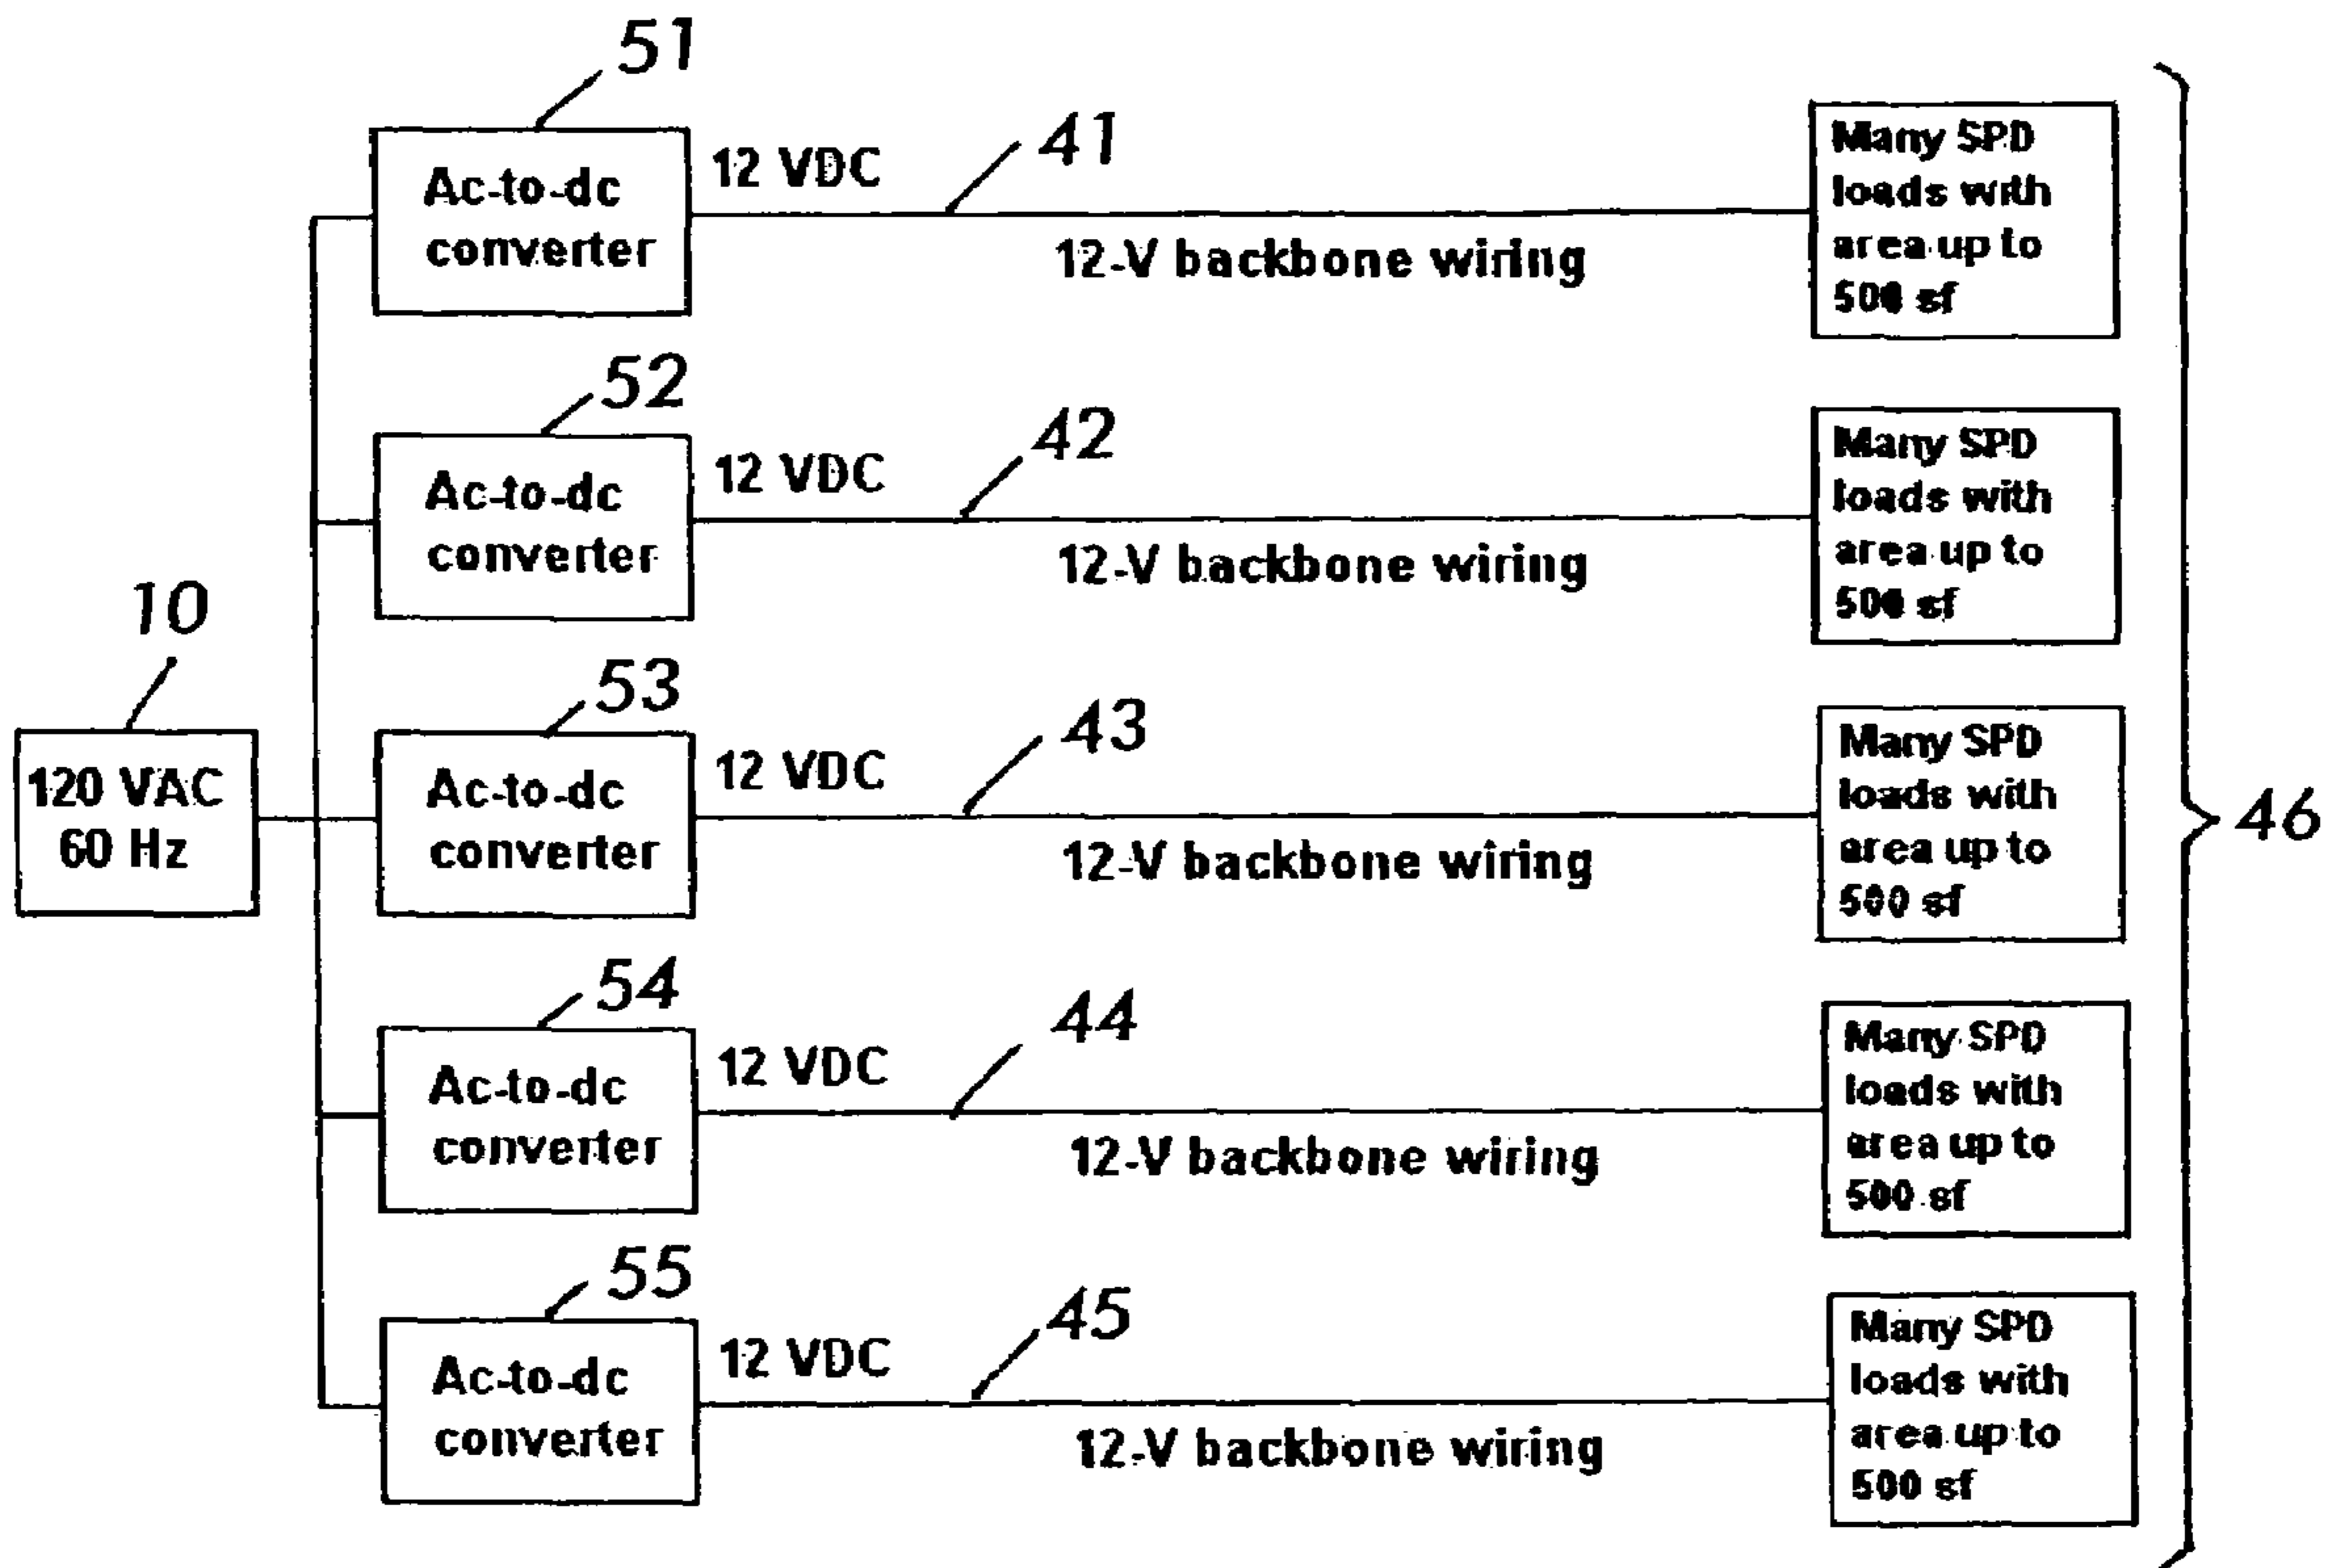 51
Ac-to-dc
converter
12 VDC
41
12-V backbone wiring
Many SPD
loads with
area up to
500 sf
52
Ac-to-dc
converter
12 VDC
42
12-V backbone wiring
Many SPD
loads with
area up to
500 sf
10
120 VAC
60 Hz
53
Ac-to-dc
converter
12 VDC
43
12-V backbone wiring
Many SPD
loads with
area up to
500 sf
46
54
Ac-to-dc
converter
12 VDC
44
12-V backbone wiring
Many SPD
loads with
area up to
500 sf
55
Ac-to-dc
converter
12 VDC
45
12-V backbone wiring
Many SPD
loads with
area up to
500 sf